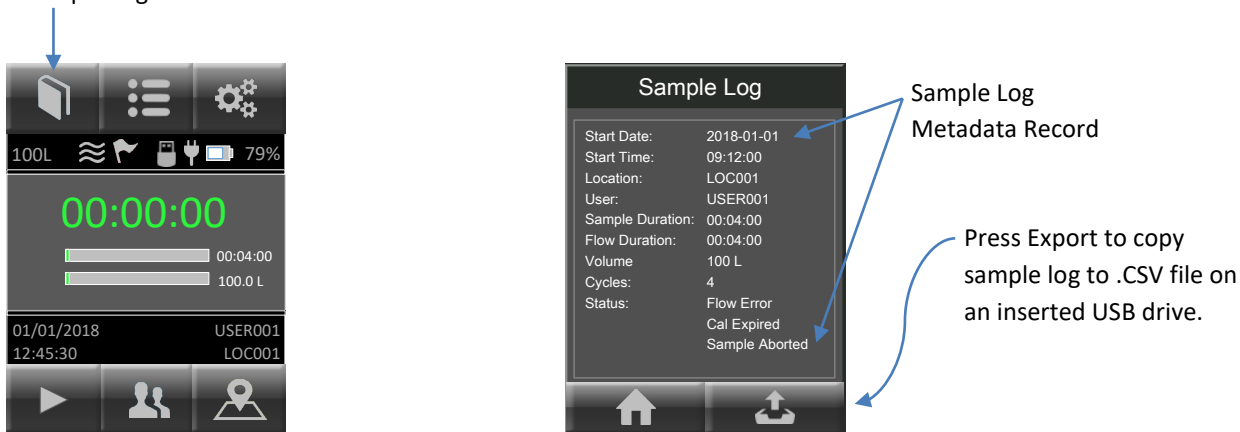 100L 79%
00:00:00
00:04:00
100.0 L
01/01/2018 USER001
12:45:30 LOC001
Sample Log
Start Date: 2018-01-01
Start Time: 09:12:00
Location: LOC001
User: USER001
Sample Duration: 00:04:00
Flow Duration: 00:04:00
Volume 100 L
Cycles: 4
Status: Flow Error
Cal Expired
Sample Aborted
Sample Log
Metadata Record
Press Export to copy
sample log to .CSV file on
an inserted USB drive.